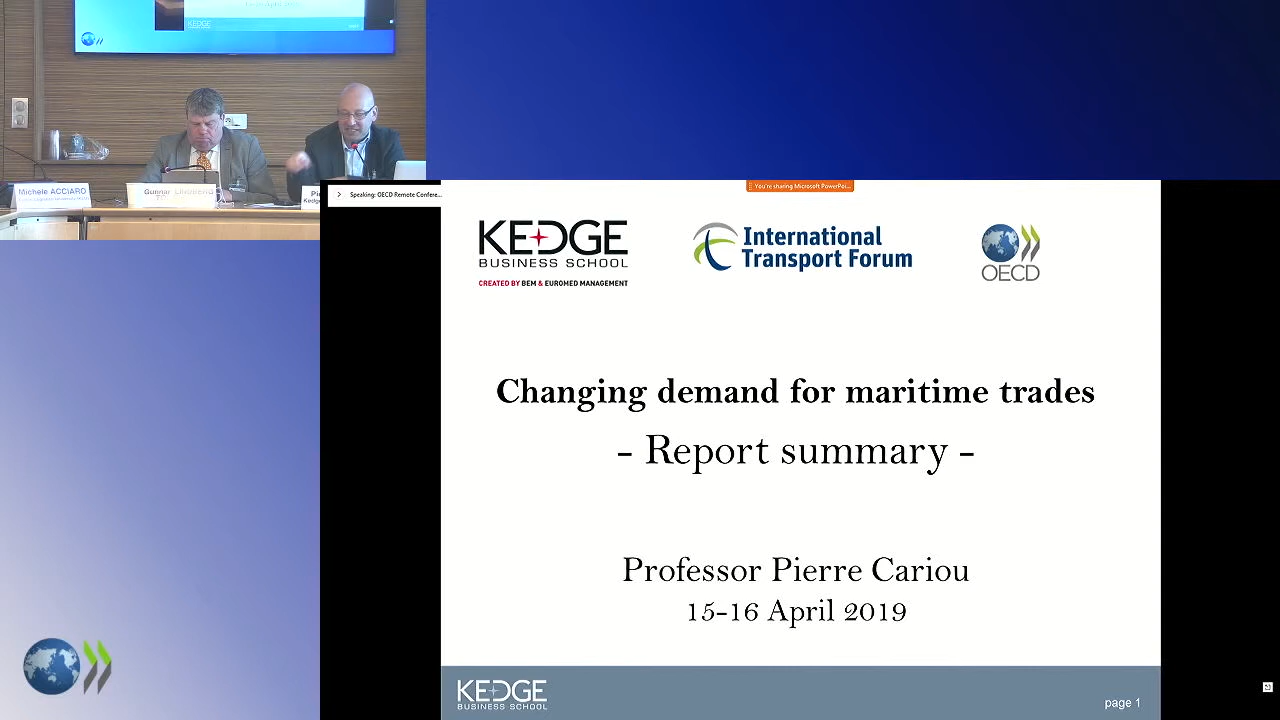 KEDGE
Michele ACCIARO
Gunnar
Speaking: OECD Remote Confere...
You're sharing Microsoft PowerPoi...
KEDGE
BUSINESS SCHOOL
CREATED BY BEM & EUROMED MANAGEMENT
International
Transport Forum
OECD
Changing demand for maritime trades
- Report summary -
Professor Pierre Cariou
15-16 April 2019
KEDGE
BUSINESS SCHOOL
page 1